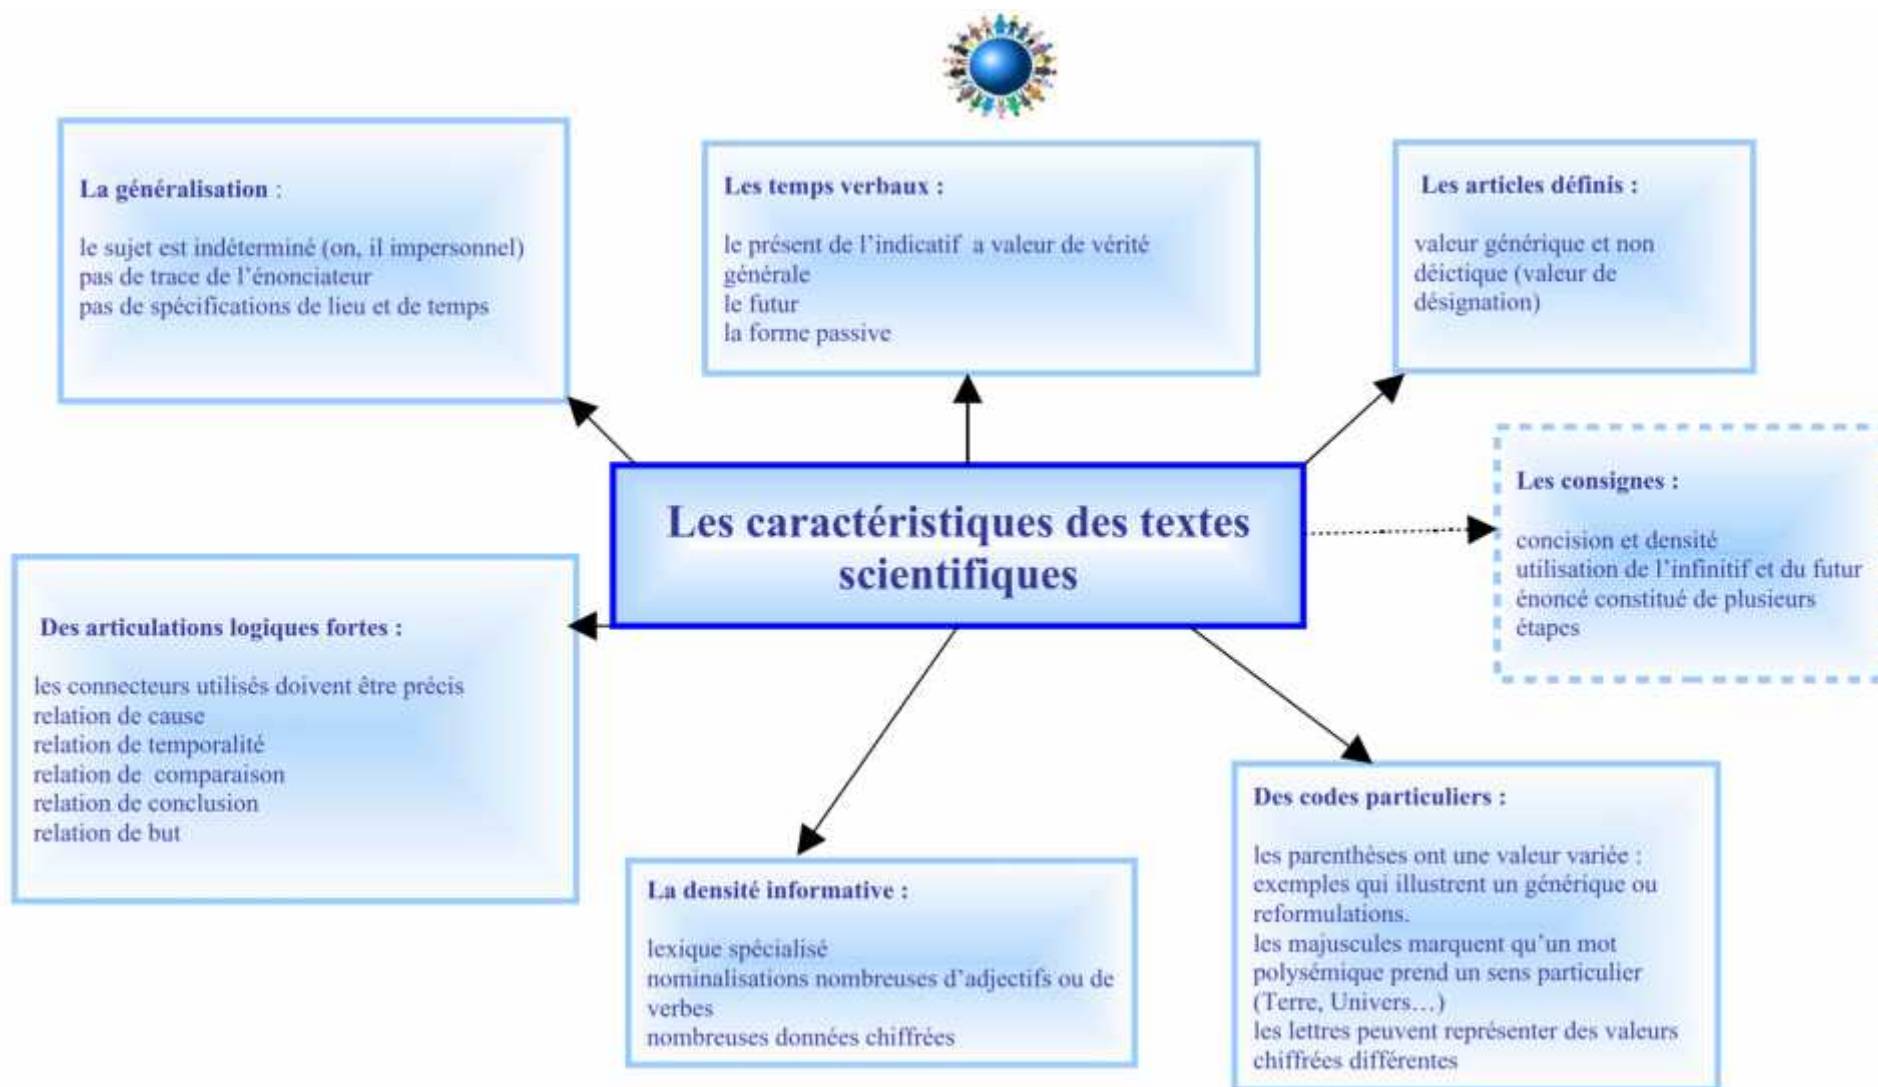 La généralisation :
le sujet est indéterminé (on, il impersonnel)
pas de trace de l'énonciateur
pas de spécifications de lieu et de temps
Les temps verbaux :
le présent de l'indicatif a valeur de vérité
générale
le futur
la forme passive
Les articles définis :
valeur générique et non
déictique (valeur de
désignation)
Les caractéristiques des textes
scientifiques
Les consignes :
concision et densité
utilisation de l'infinitif et du futur
énoncé constitué de plusieurs
étapes
Des articulations logiques fortes :
les connecteurs utilisés doivent être précis
relation de cause
relation de temporalité
relation de comparaison
relation de conclusion
relation de but
La densité informative :
lexique spécialisé
nominalisations nombreuses d'adjectifs ou de
verbes
nombreuses données chiffrées
Des codes particuliers :
les parenthèses ont une valeur variée :
exemples qui illustrent un générique ou
reformulations.
les majuscules marquent qu'un mot
polysémique prend un sens particulier
(Terre, Univers…)
les lettres peuvent représenter des valeurs
chiffrées différentes